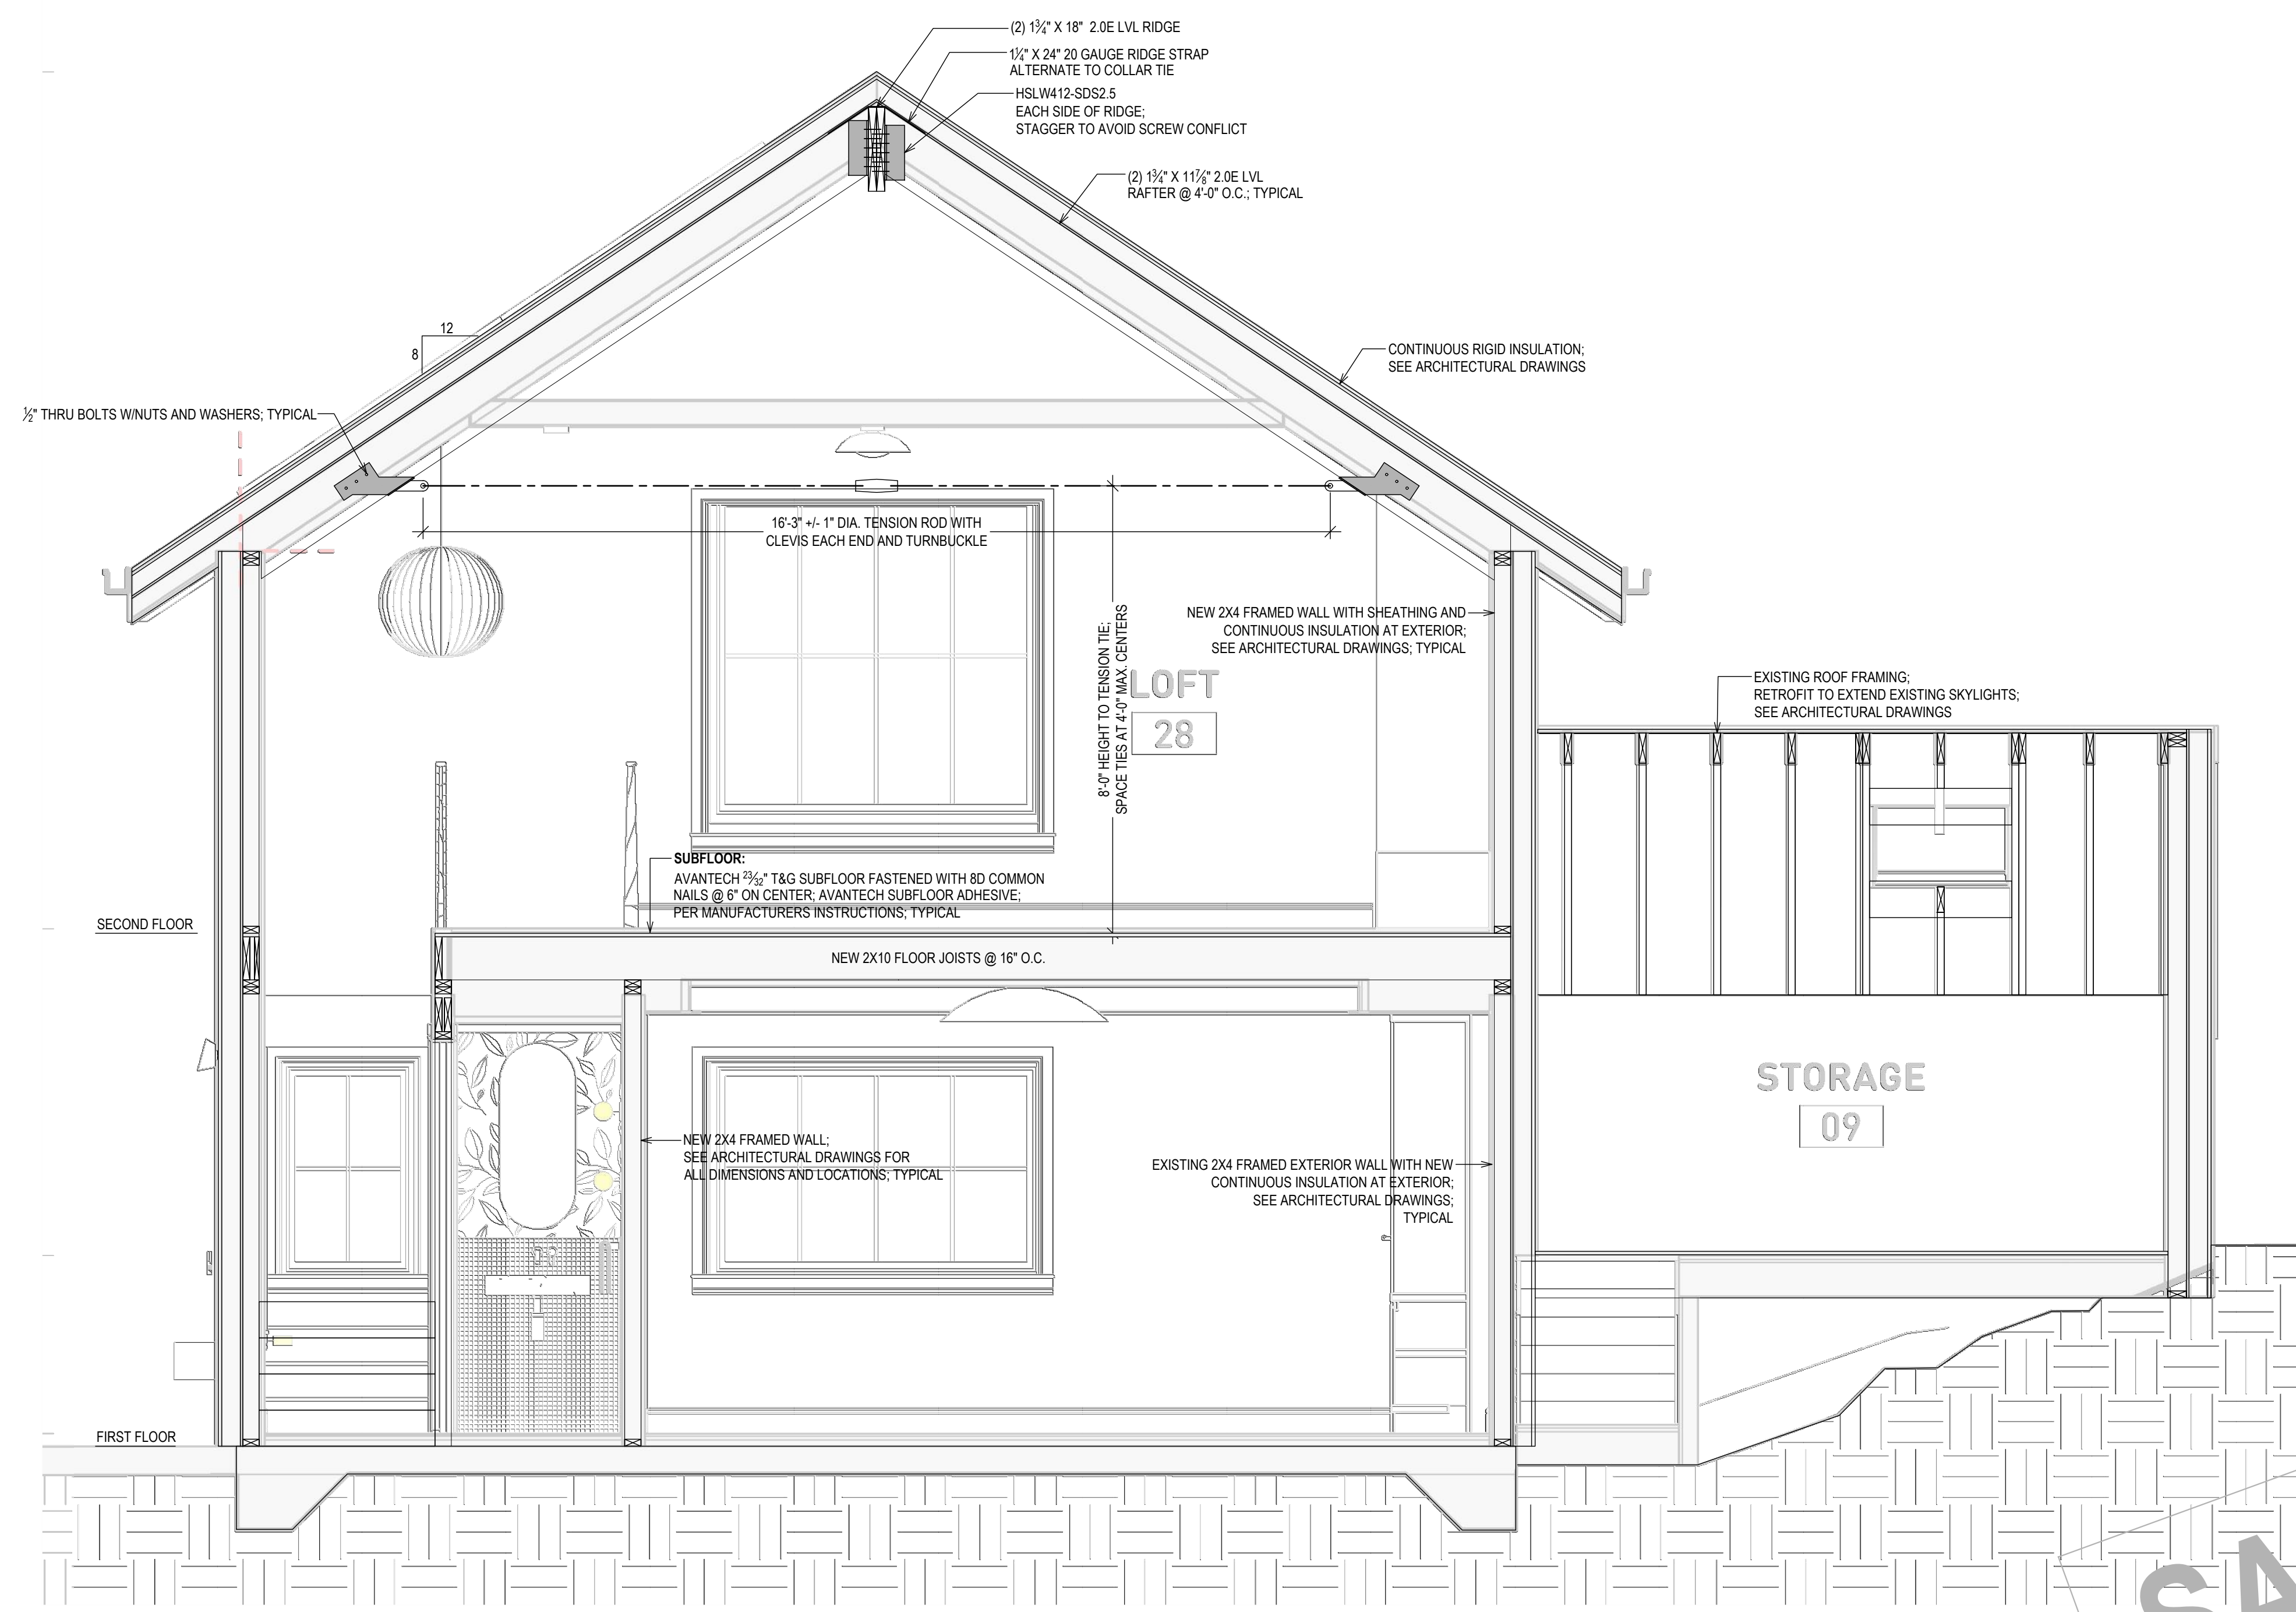 (2) 1¾" X 18" 2.0E LVL RIDGE
1¼" X 24" 20 GAUGE RIDGE STRAP
ALTERNATE TO COLLAR TIE
HSLW412-SDS2.5
EACH SIDE OF RIDGE;
STAGGER TO AVOID SCREW CONFLICT
(2) 1¾" X 11⅞" 2.0E LVL
RAFTER @ 4'-0" O.C.; TYPICAL
12
8
CONTINUOUS RIGID INSULATION;
SEE ARCHITECTURAL DRAWINGS
½" THRU BOLTS W/NUTS AND WASHERS; TYPICAL
16'-3" +/- 1" DIA. TENSION ROD WITH
CLEVIS EACH END AND TURNBUCKLE
8'-0" HEIGHT TO TENSION TIE;
SPACE TIES AT 4'-0" MAX. CENTERS
NEW 2X4 FRAMED WALL WITH SHEATHING AND
CONTINUOUS INSULATION AT EXTERIOR;
SEE ARCHITECTURAL DRAWINGS; TYPICAL
LOFT
28
EXISTING ROOF FRAMING;
RETROFIT TO EXTEND EXISTING SKYLIGHTS;
SEE ARCHITECTURAL DRAWINGS
SUBFLOOR:
AVANTECH 23/32" T&G SUBFLOOR FASTENED WITH 8D COMMON
NAILS @ 6" ON CENTER; AVANTECH SUBFLOOR ADHESIVE;
PER MANUFACTURERS INSTRUCTIONS; TYPICAL
SECOND FLOOR
NEW 2X10 FLOOR JOISTS @ 16" O.C.
STORAGE
09
NEW 2X4 FRAMED WALL;
SEE ARCHITECTURAL DRAWINGS FOR
ALL DIMENSIONS AND LOCATIONS; TYPICAL
EXISTING 2X4 FRAMED EXTERIOR WALL WITH NEW
CONTINUOUS INSULATION AT EXTERIOR;
SEE ARCHITECTURAL DRAWINGS;
TYPICAL
FIRST FLOOR